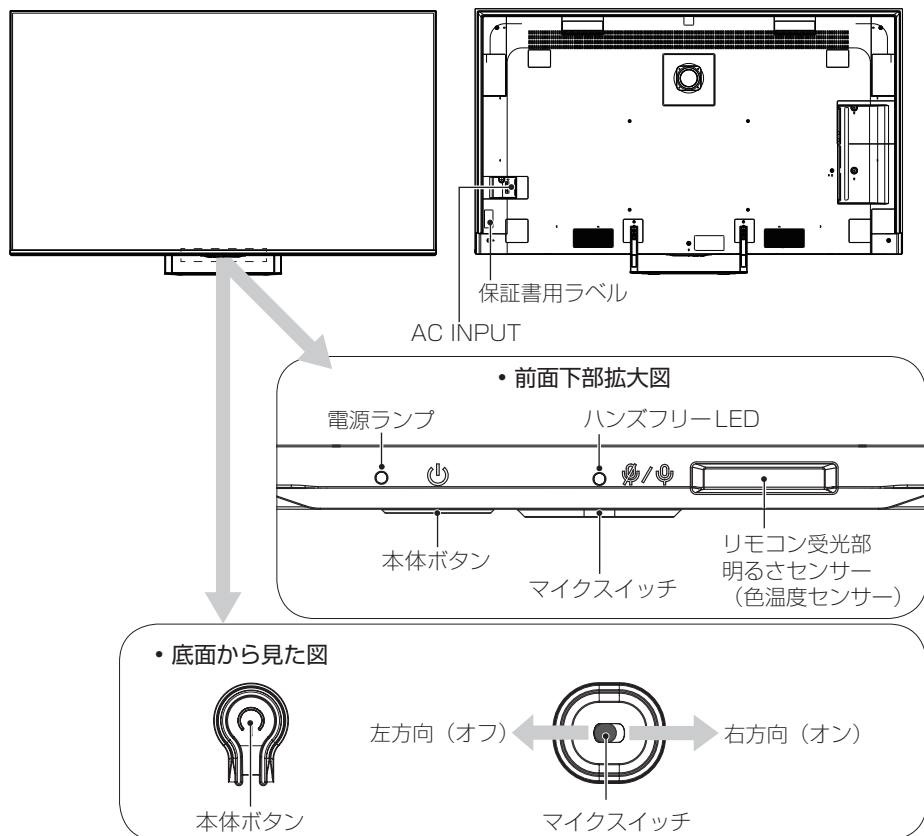 保証書用ラベル
AC INPUT
• 前面下部拡大図
電源ランプ
ハンズフリーLED
本体ボタン
マイクスイッチ
リモコン受光部
明るさセンサー
（色温度センサー）
• 底面から見た図
左方向（オフ）
右方向（オン）
本体ボタン
マイクスイッチ